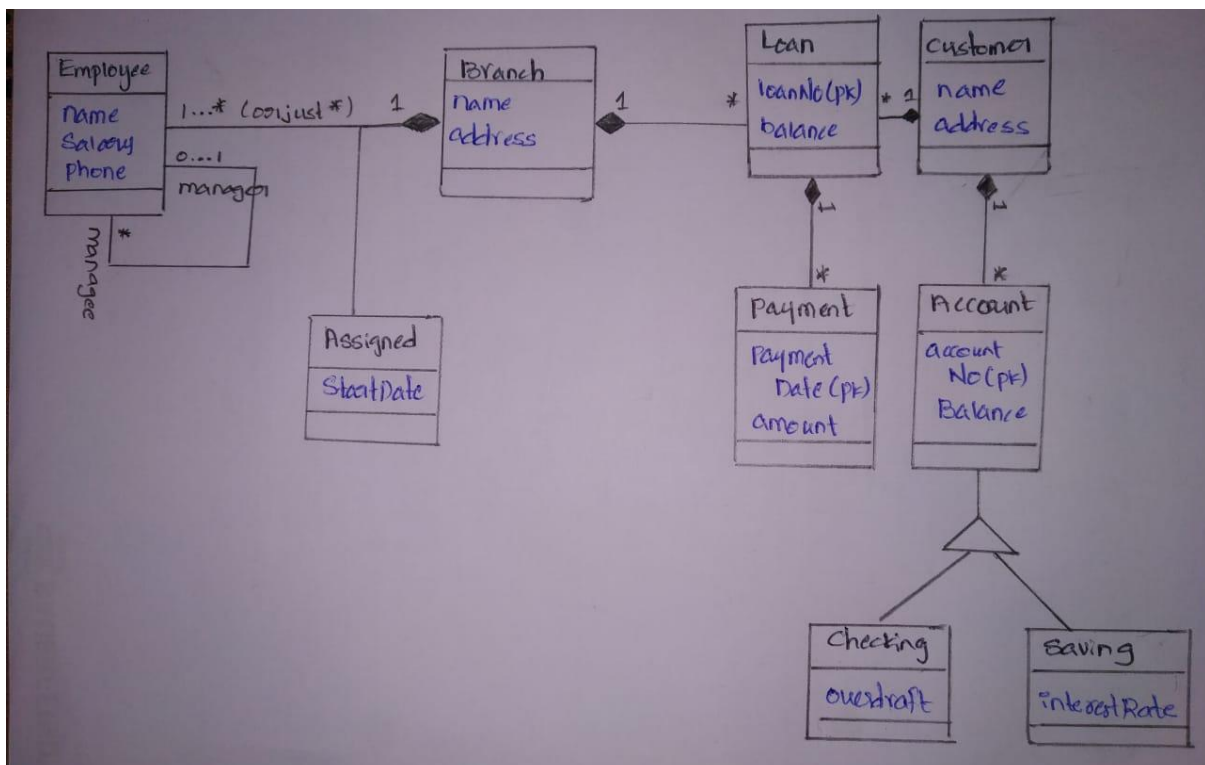 Employee
name
Salary
phone
1...* (or just *)
1
0...1
manager
*
managee
Branch
name
address
1
*
Assigned
StartDate
Loan
loanNo(pk)
balance
*
1
Customer
name
address
1
*
1
*
Payment
Payment
Date (pk)
amount
Account
account
No(pk)
Balance
Checking
overdraft
Saving
interestRate